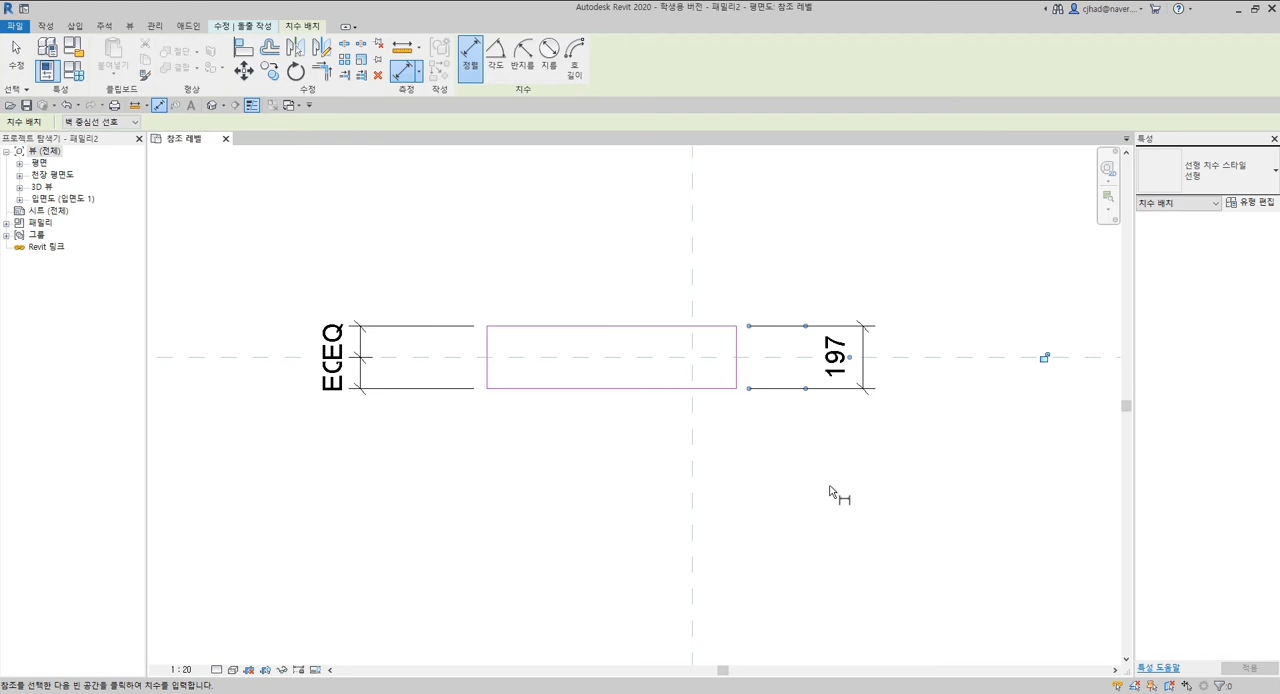 Autodesk Revit 2020 - 학생용 버전 - 평면도: 참조 레벨
cjhad@naver....
파일 작성 삽입 주석 뷰 관리 애드인 수정 | 돌출 작성 치수 배치
수정 붙여넣기 절단 결합 정렬 각도 반지름 지름 호 길이
선택 특성 클립보드 형상 수정 측정 작성 치수
치수 배치 벽 중심선 선호
프로젝트 탐색기 - 패밀리2
참조 레벨
특성
뷰 (전체)
평면
천장 평면도
3D 뷰
입면도 (입면도 1)
시트 (전체)
패밀리
그룹
Revit 링크
선형 치수 스타일
선형
치수 배치 유형 편집
EQ
197
1 : 20
특성 도움말 적용
참조를 선택한 다음 빈 공간을 클릭하여 치수를 입력합니다.
:0